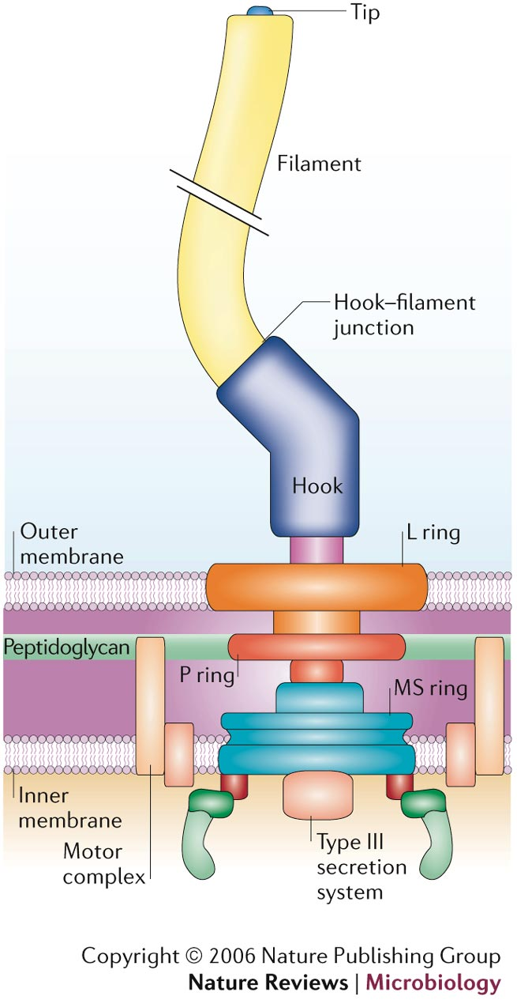 Tip
Filament
Hook–filament
junction
Hook
Outer
membrane
L ring
Peptidoglycan
P ring
MS ring
Inner
membrane
Motor
complex
Type III
secretion
system
Copyright © 2006 Nature Publishing Group
Nature Reviews | Microbiology